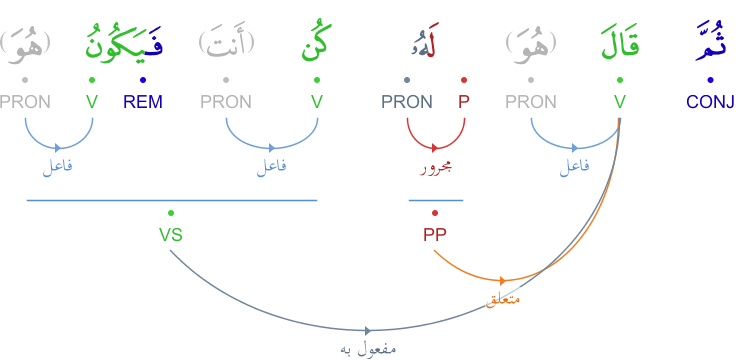 ثُمَّ قَالَ (هُوَ) لَهُۥ كُن (أَنتَ) فَيَكُونُ (هُوَ)
CONJ V PRON P PRON V PRON REM V PRON
فاعل مجرور فاعل فاعل
PP VS
متعلق
مفعول به